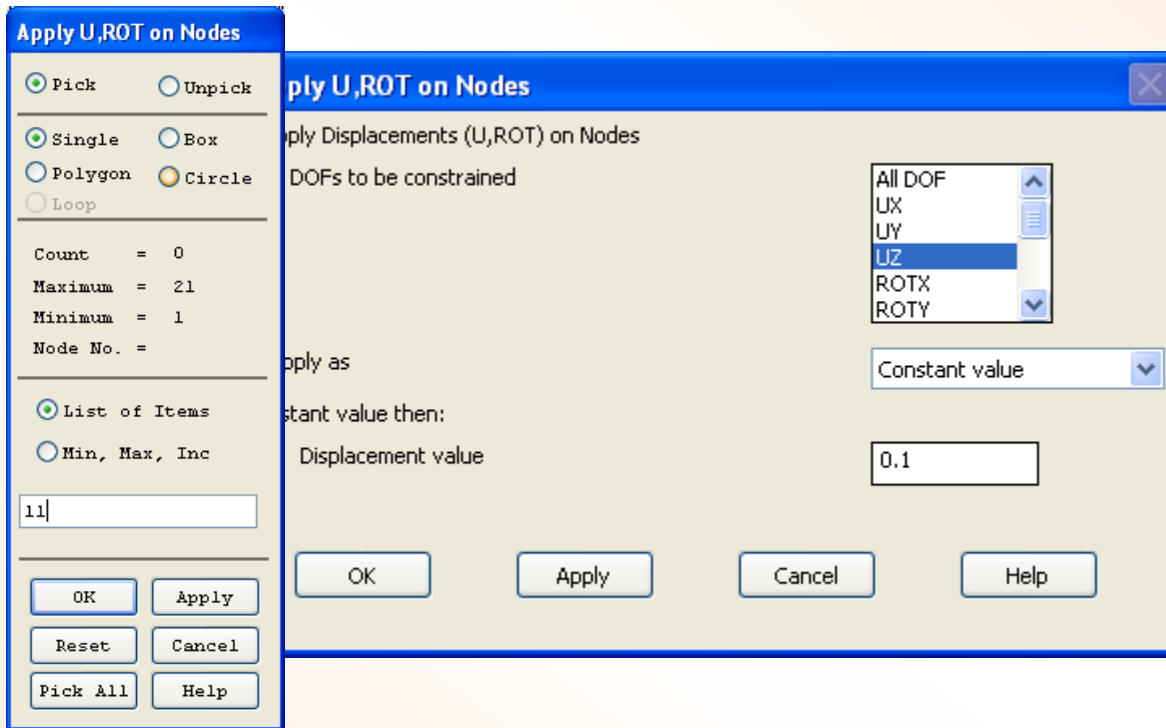 Apply U,ROT on Nodes
Pick Unpick
Single Box
Polygon Circle
Loop
Count = 0
Maximum = 21
Minimum = 1
Node No. =
List of Items
Min, Max, Inc
11
OK Apply
Reset Cancel
Pick All Help
ply U,ROT on Nodes
ply Displacements (U,ROT) on Nodes
DOFs to be constrained
All DOF
UX
UY
UZ
ROTX
ROTY
pply as Constant value
stant value then:
Displacement value 0.1
OK Apply Cancel Help